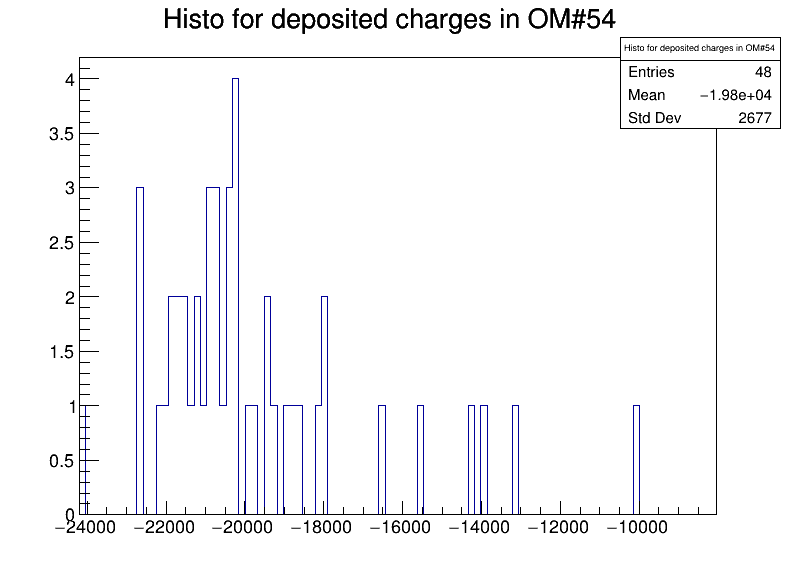 Histo for deposited charges in OM#54
Histo for deposited charges in OM#54
Entries 48
Mean −1.98e+04
Std Dev 2677
4
3.5
3
2.5
2
1.5
1
0.5
0
−24000 −22000 −20000 −18000 −16000 −14000 −12000 −10000